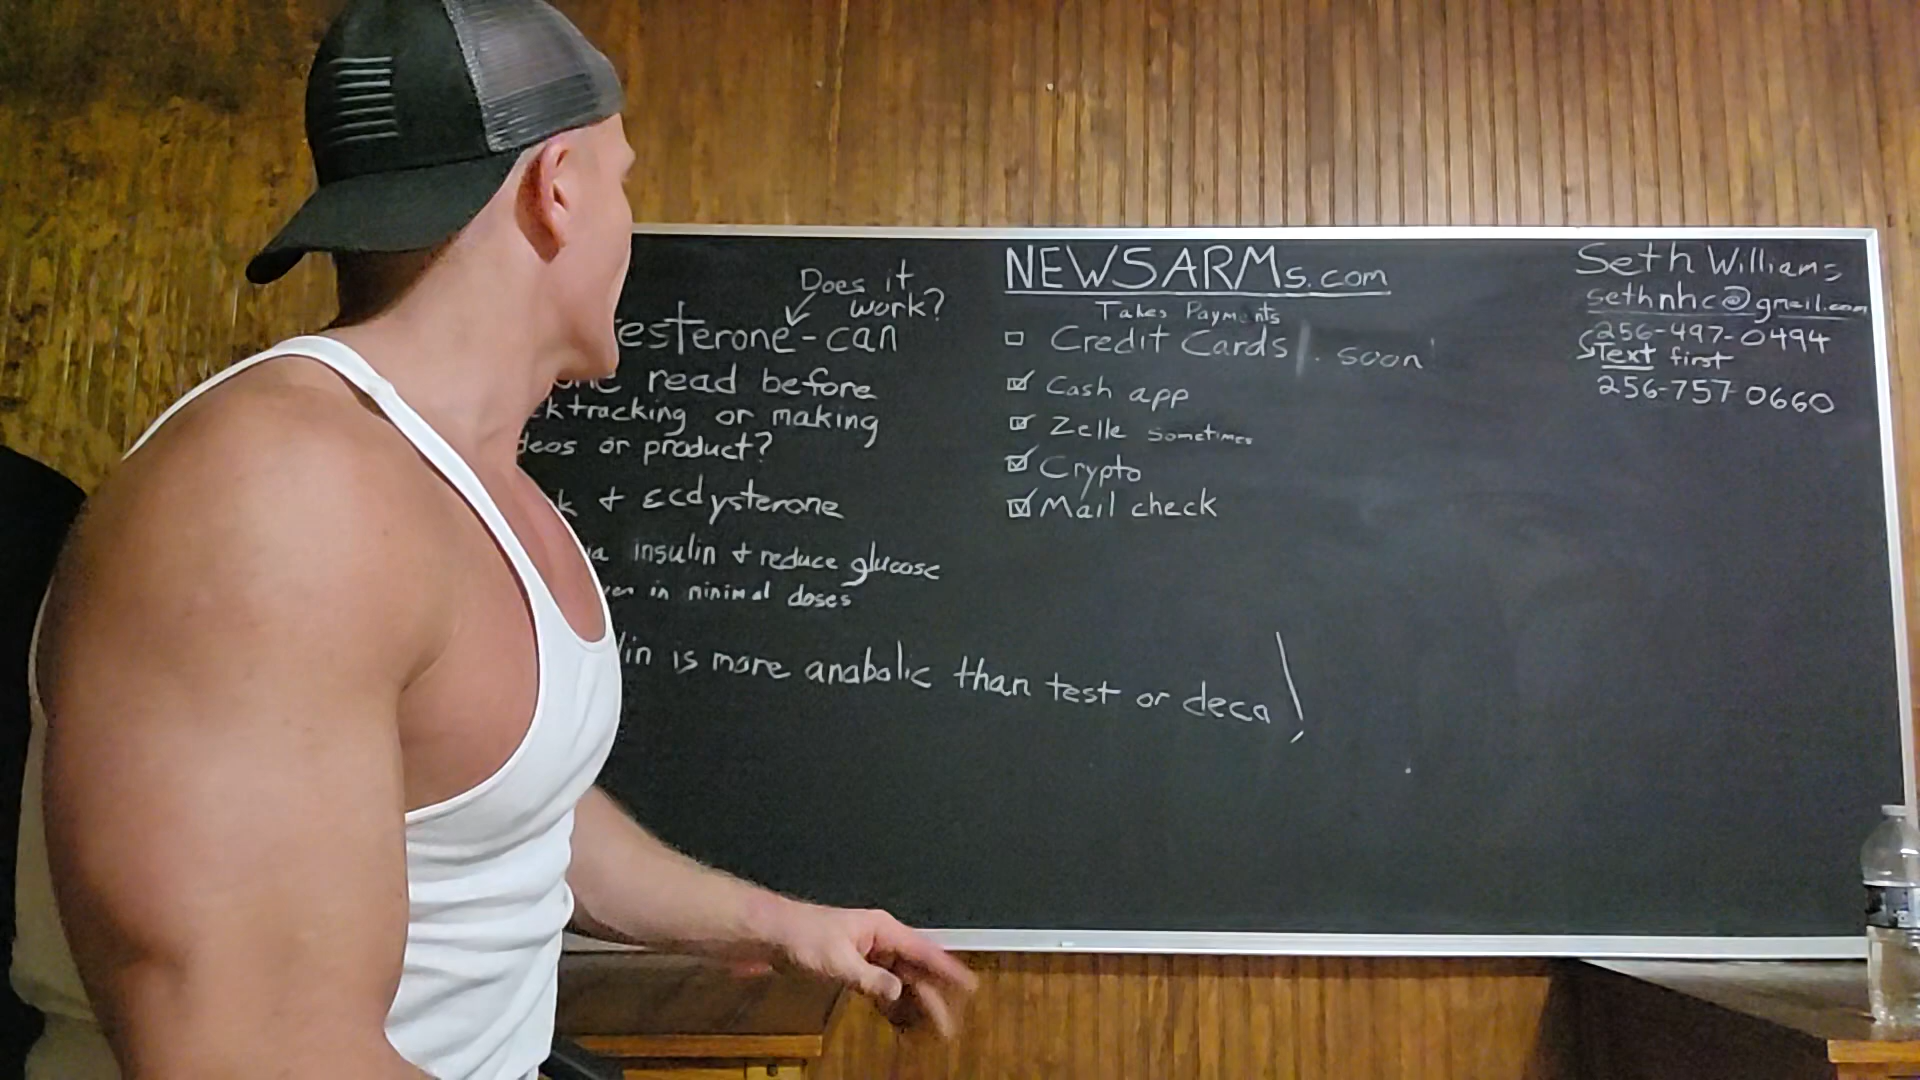 Does it
work?
esterone-can
read before
ktracking or making
deos or product?
k + Ecdysterone
insulin + reduce glucose
in minimal doses
lin is more anabolic than test or deca!
NEWSARMs.com
Takes Payments
☐ Credit Cards! soon!
☑ Cash app
☑ Zelle sometimes
☑ Crypto
☑ Mail check
Seth Williams
sethnhc@gmail.com
256-497-0494
Text first
256-757-0660